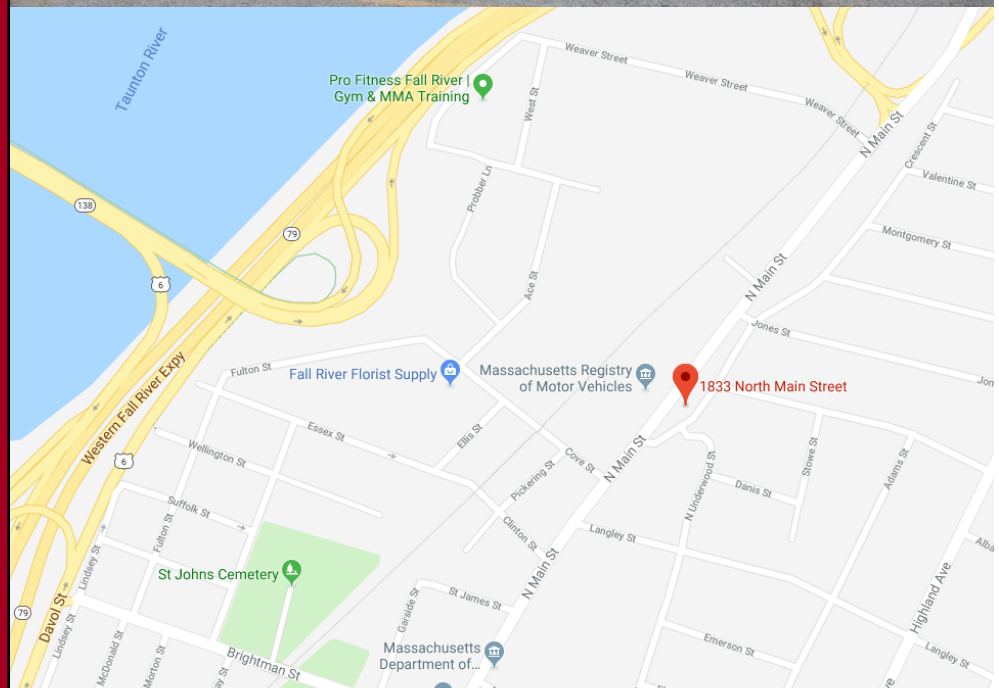 Taunton River
Pro Fitness Fall River |
Gym & MMA Training
Weaver Street
Weaver Street
Weaver Street
West St
N Main St
Crescent St
Valentine St
Probber Ln
138
79
Montgomery St
6
Ace St
N Main St
Jones St
Western Fall River Expy
Fulton St
Fall River Florist Supply
Massachusetts Registry
of Motor Vehicles
1833 North Main Street
Essex St
Ellis St
Wellington St
6
Cove St
N Main St
Pickering St
N Underwood St
Stowe St
Adams St
Danis St
Suffolk St
Fulton St
Clinton St
Langley St
Lindsey St
St Johns Cemetery
N Main St
St James St
Garside St
Highland Ave
79
Davol St
Lindsey St
McDonald St
Morton St
Brightman St
Massachusetts
Department of...
Emerson St
Langley St